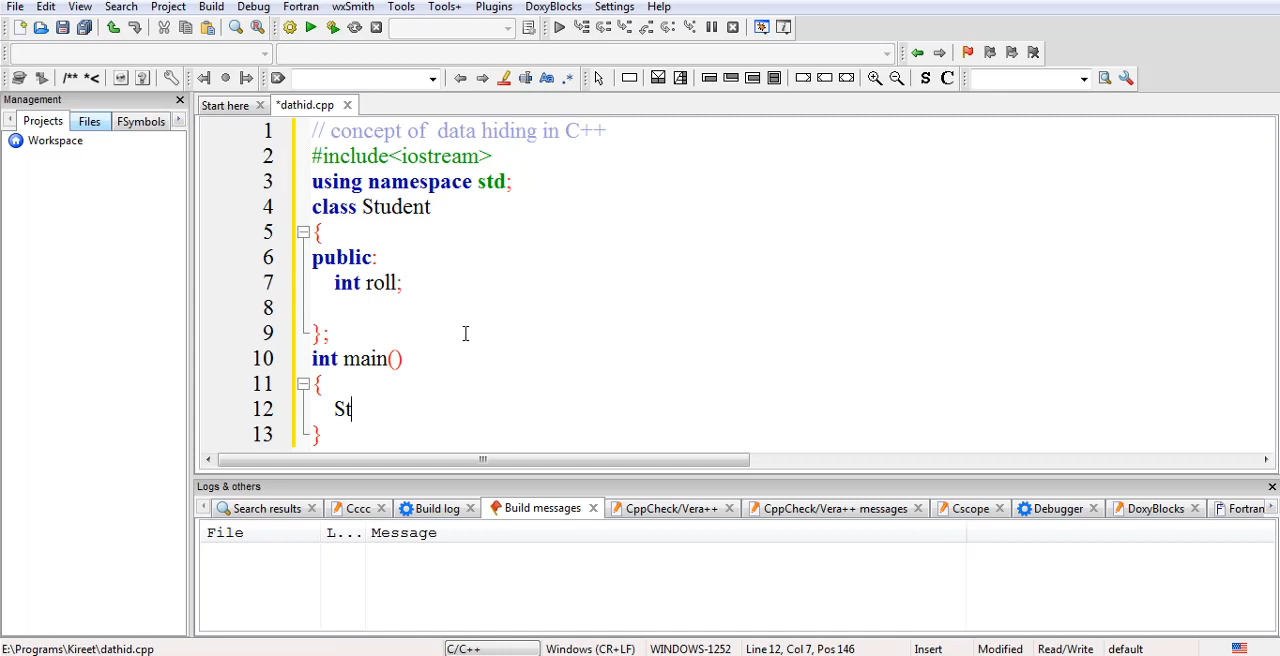 File Edit View Search Project Build Debug Fortran wxSmith Tools Tools+ Plugins DoxyBlocks Settings Help
/** *<
S C
Management
Projects Files FSymbols
Workspace
Start here *dathid.cpp
1 // concept of data hiding in C++
2 #include<iostream>
3 using namespace std;
4 class Student
5 {
6 public:
7 int roll;
8
9 };
10 int main()
11 {
12 St
13 }
Logs & others
Search results Cccc Build log Build messages CppCheck/Vera++ CppCheck/Vera++ messages Cscope Debugger DoxyBlocks Fortran
File L... Message
E:\Programs\Kireet\dathid.cpp C/C++ Windows (CR+LF) WINDOWS-1252 Line 12, Col 7, Pos 146 Insert Modified Read/Write default